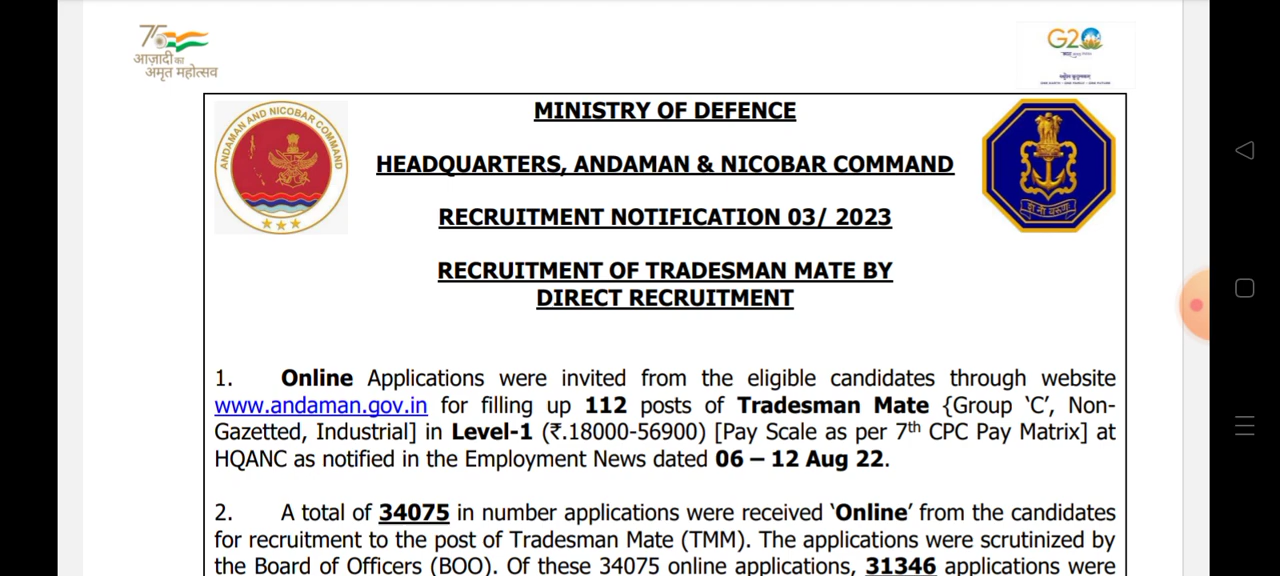 75
आज़ादी का
अमृत महोत्सव
G20
ANDAMAN AND NICOBAR COMMAND
MINISTRY OF DEFENCE
HEADQUARTERS, ANDAMAN & NICOBAR COMMAND
RECRUITMENT NOTIFICATION 03/ 2023
RECRUITMENT OF TRADESMAN MATE BY
DIRECT RECRUITMENT
1. Online Applications were invited from the eligible candidates through website
www.andaman.gov.in for filling up 112 posts of Tradesman Mate {Group ‘C’, Non-
Gazetted, Industrial] in Level-1 (₹.18000-56900) [Pay Scale as per 7th CPC Pay Matrix] at
HQANC as notified in the Employment News dated 06 – 12 Aug 22.
2. A total of 34075 in number applications were received ‘Online’ from the candidates
for recruitment to the post of Tradesman Mate (TMM). The applications were scrutinized by
the Board of Officers (BOO). Of these 34075 online applications, 31346 applications were